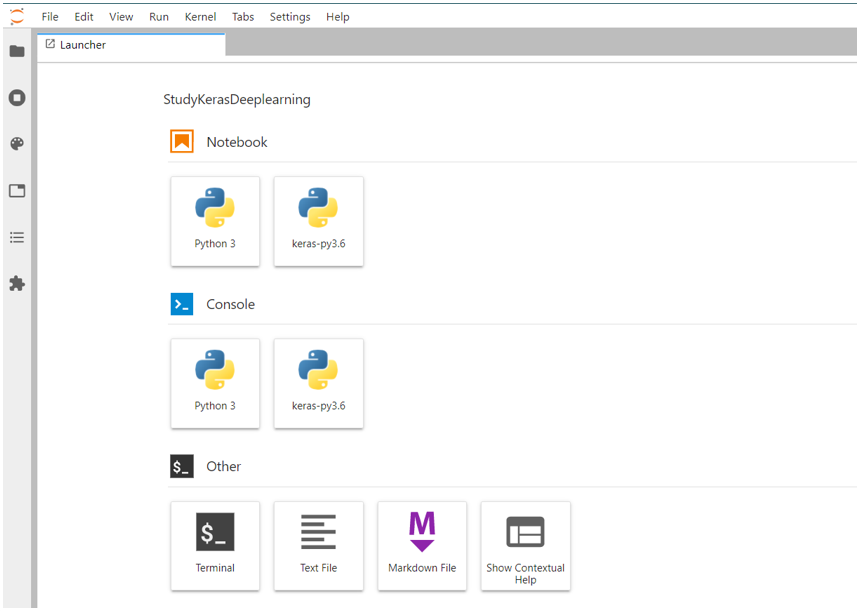 File Edit View Run Kernel Tabs Settings Help
Launcher
StudyKerasDeeplearning
Notebook
Python 3 keras-py3.6
>_ Console
Python 3 keras-py3.6
$_ Other
$_ M
Terminal Text File Markdown File Show Contextual
Help